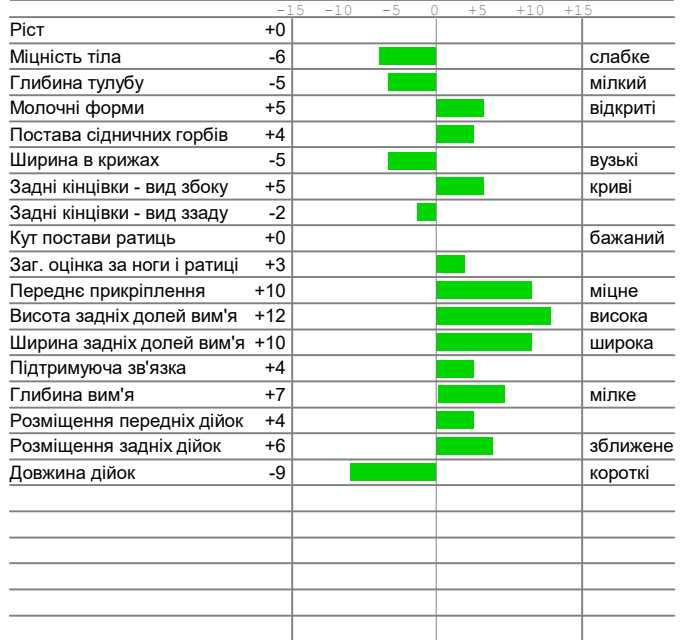 -15 -10 -5 0 +5 +10 +15
Ріст +0
Міцність тіла -6 слабке
Глибина тулубу -5 мілкий
Молочні форми +5 відкриті
Постава сідничних горбів +4
Ширина в крижах -5 вузькі
Задні кінцівки - вид збоку +5 криві
Задні кінцівки - вид ззаду -2
Кут постави ратиць +0 бажаний
Заг. оцінка за ноги і ратиці +3
Переднє прикріплення +10 міцне
Висота задніх долей вим'я +12 висока
Ширина задніх долей вим'я +10 широка
Підтримуюча зв'язка +4
Глибина вим'я +7 мілке
Розміщення передніх дійок +4
Розміщення задніх дійок +6 зближене
Довжина дійок -9 короткі